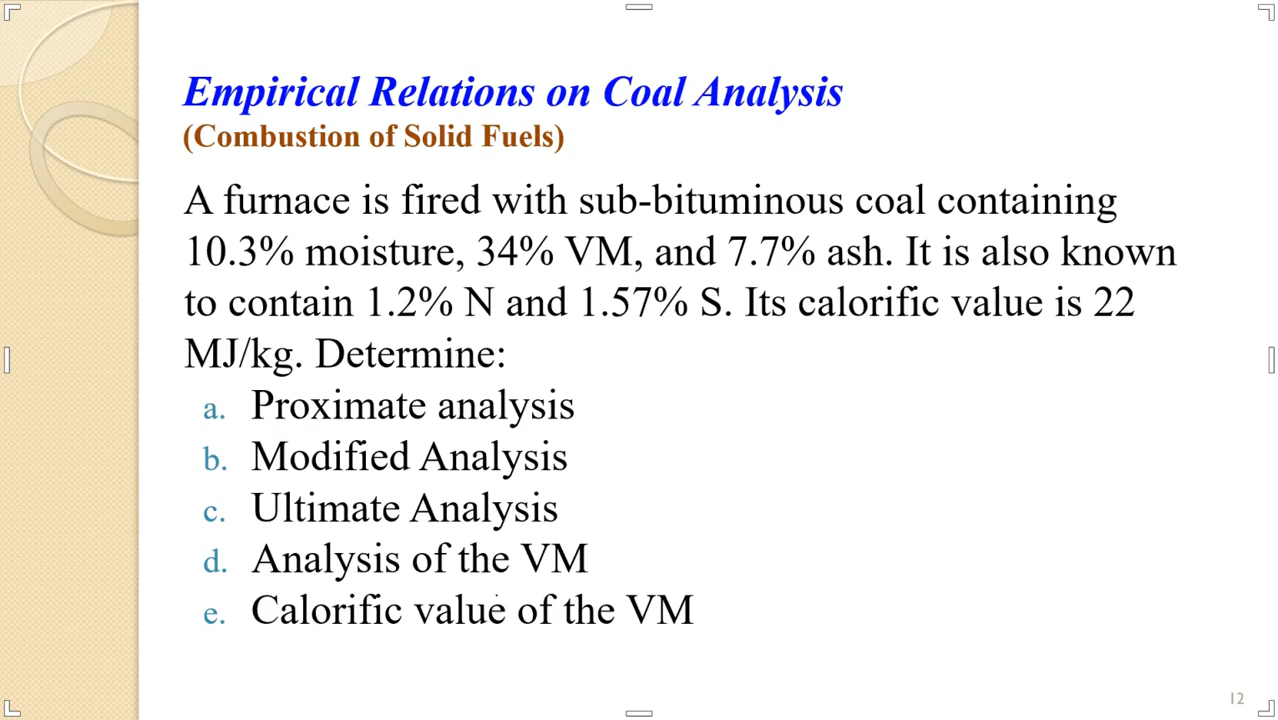 Empirical Relations on Coal Analysis
(Combustion of Solid Fuels)
A furnace is fired with sub-bituminous coal containing
10.3% moisture, 34% VM, and 7.7% ash. It is also known
to contain 1.2% N and 1.57% S. Its calorific value is 22
MJ/kg. Determine:
a. Proximate analysis
b. Modified Analysis
c. Ultimate Analysis
d. Analysis of the VM
e. Calorific value of the VM
12